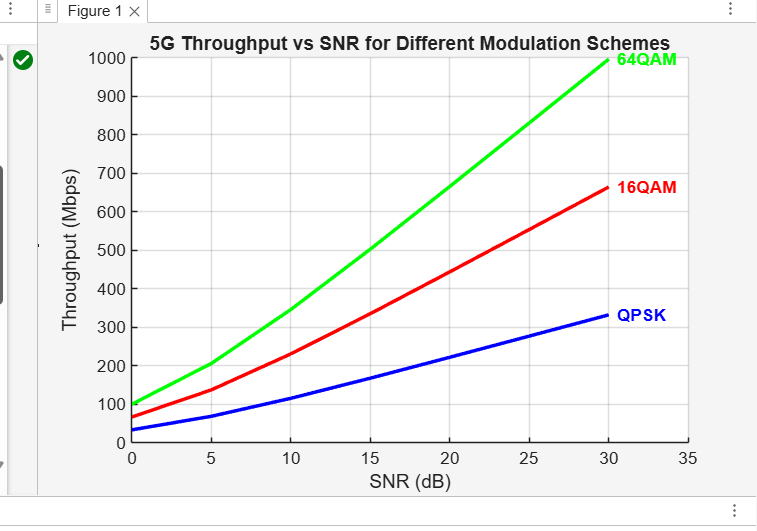 Figure 1
5G Throughput vs SNR for Different Modulation Schemes
Throughput (Mbps)
1000
900
800
700
600
500
400
300
200
100
0
64QAM
16QAM
QPSK
0 5 10 15 20 25 30 35
SNR (dB)